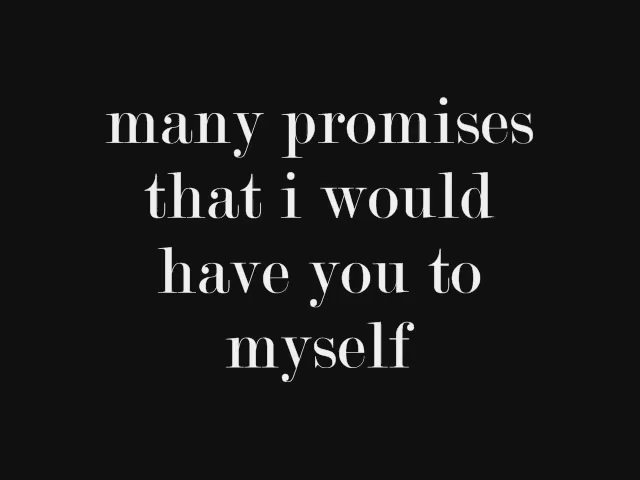 many promises
that i would
have you to
myself